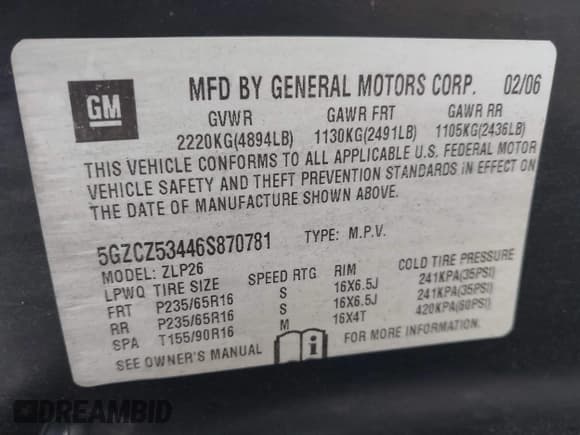 GM
MFD BY GENERAL MOTORS CORP. 02/06
GVWR GAWR FRT GAWR RR
2220KG(4894LB) 1130KG(2491LB) 1105KG(2436LB)
THIS VEHICLE CONFORMS TO ALL APPLICABLE U.S. FEDERAL MOTOR
VEHICLE SAFETY AND THEFT PREVENTION STANDARDS IN EFFECT ON
THE DATE OF MANUFACTURE SHOWN ABOVE.
5GZCZ53446S870781 TYPE: M.P.V.
MODEL: ZLP26
LPWQ TIRE SIZE SPEED RTG RIM COLD TIRE PRESSURE
FRT P235/65R16 S 16X6.5J 241KPA(35PSI)
RR P235/65R16 S 16X6.5J 241KPA(35PSI)
SPA T155/90R16 M 16X4T 420KPA(60PSI)
SEE OWNER'S MANUAL i FOR MORE INFORMATION.
DREAMBID